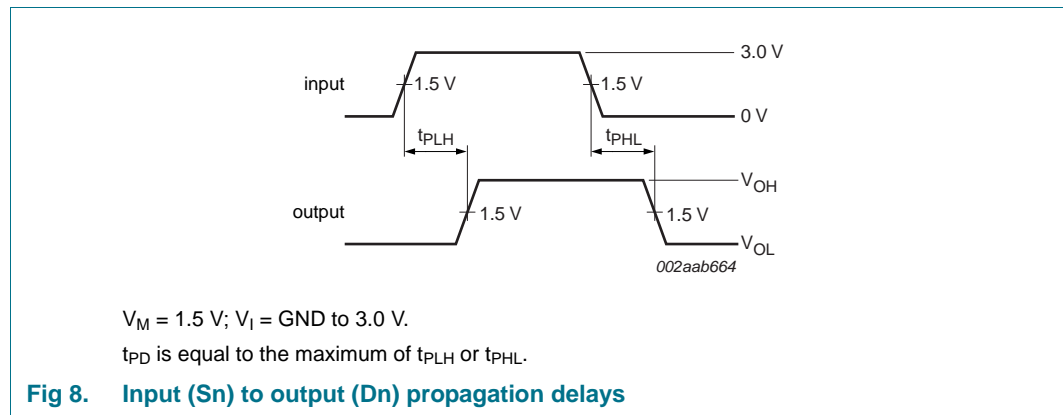 3.0 V
input
1.5 V
1.5 V
0 V
tPLH
tPHL
VOH
output
1.5 V
1.5 V
VOL
002aab664
VM = 1.5 V; VI = GND to 3.0 V.
tPD is equal to the maximum of tPLH or tPHL.
Fig 8. Input (Sn) to output (Dn) propagation delays